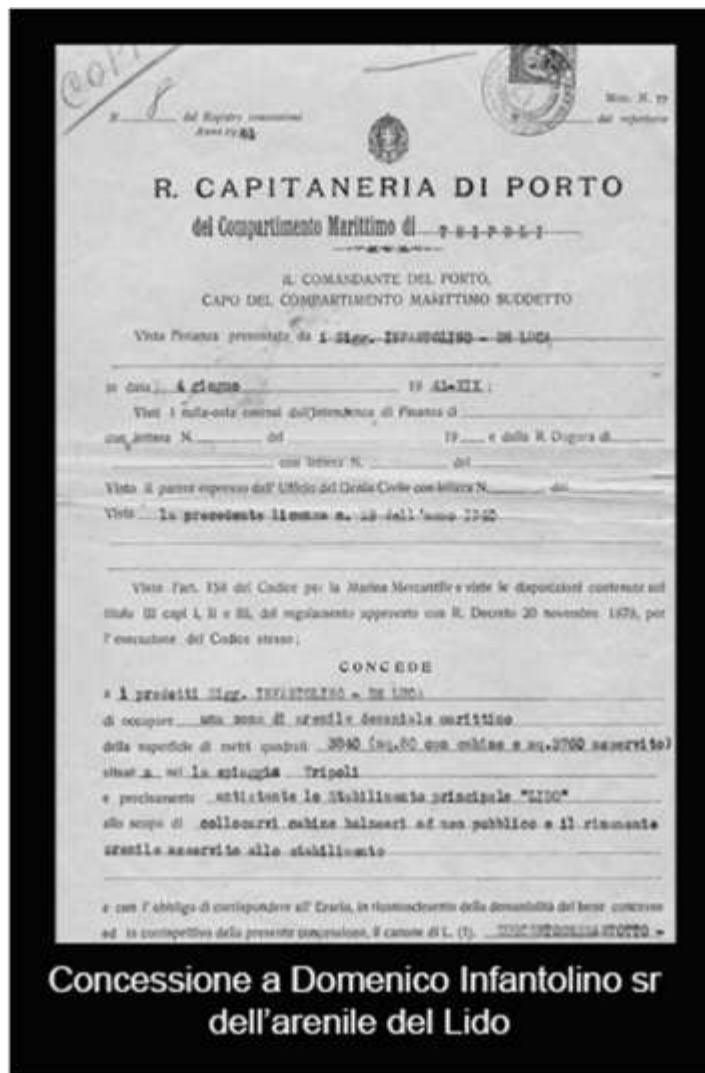 COPI
N. 8 del Registro concessioni
Anno 1941
Mod. N. 77
del repertorio
R. CAPITANERIA DI PORTO
del Compartimento Marittimo di TRIPOLI
IL COMANDANTE DEL PORTO,
CAPO DEL COMPARTIMENTO MARITTIMO SUDDETTO
Vista l'istanza presentata da i Sigg. INFANTOLINO - DE LUCA
in data 4 giugno 19 41-XIX ;
Visti i nulla-osta emessi dall'Intendenza di Finanza di
con lettera N. del 19 e dalla R. Dogana di
con lettera N. del
Visto il parere espresso dall'Ufficio del Genio Civile con lettera N. del
Vista la precedente licenza n. dell'anno 1940
Visto l'art. 158 del Codice per la Marina Mercantile e viste le disposizioni contenute nel
titolo III capi I, II e III, del regolamento approvato con R. Decreto 20 novembre 1879, per
l'esecuzione del Codice stesso;
CONCEDE
a i predetti Sigg. INFANTOLINO - DE LUCA
di occupare una zona di arenile demaniale marittimo
della superficie di metri quadrati (mq.80 con cabine e mq.3760 asservito)
situat a nel la spiaggia Tripoli
e precisamente antistante lo Stabilimento principale "LIDO"
allo scopo di collocarvi cabine balneari ad uso pubblico e il rimanente
arenile asservito allo stabilimento
e con l'obbligo di corrispondere all'Erario, in riconoscimento della demanialità del bene concesso
ed in corrispettivo della presente concessione, il canone di L. (1).
Concessione a Domenico Infantolino sr
dell'arenile del Lido